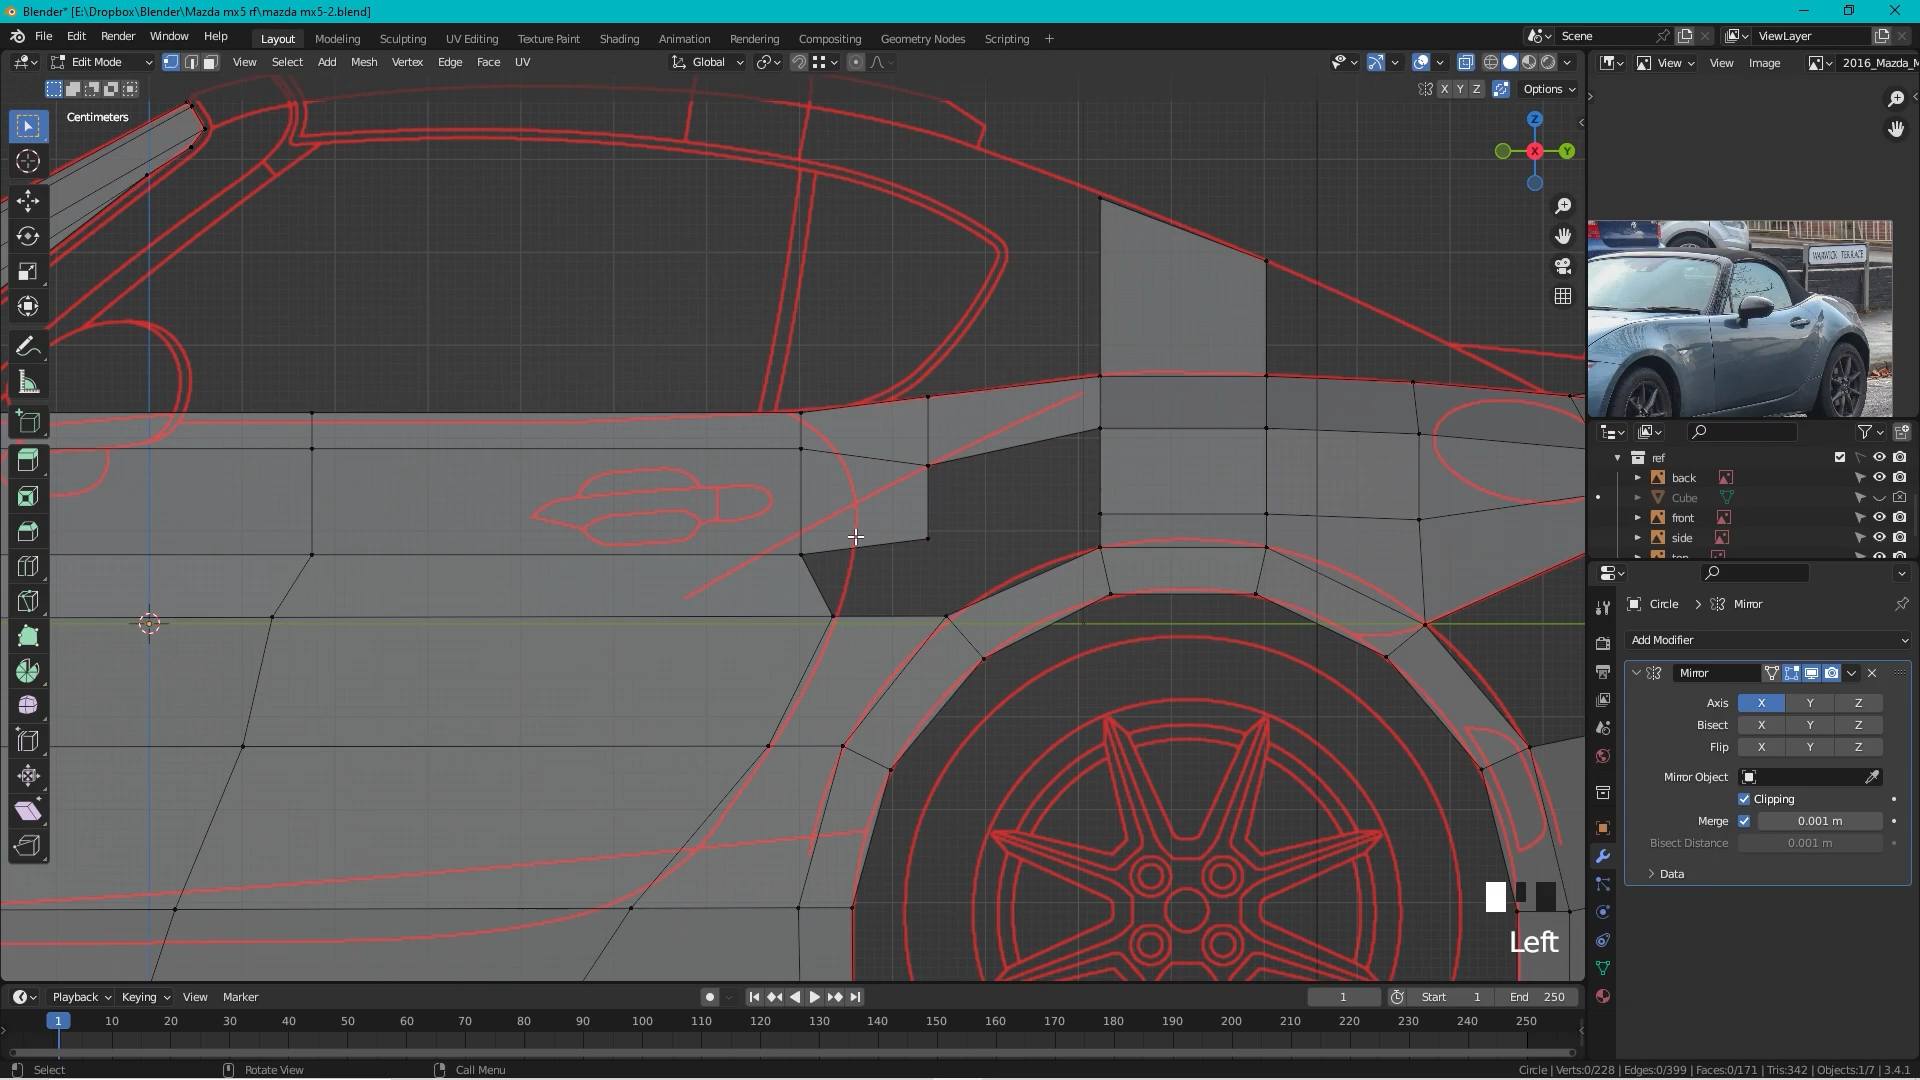 Blender* [E:\Dropbox\Blender\Mazda mx5 rf\mazda mx5-2.blend]
File Edit Render Window Help Layout Modeling Sculpting UV Editing Texture Paint Shading Animation Rendering Compositing Geometry Nodes Scripting + Scene ViewLayer
Edit Mode View Select Add Mesh Vertex Edge Face UV Global View View Image 2016_Mazda_M
X Y Z Options
Centimeters
Z
X Y
WARWICK TERRACE
ref
back
Cube
front
side
top
Circle > Mirror
Add Modifier
Mirror
Axis X Y Z
Bisect X Y Z
Flip X Y Z
Mirror Object
Clipping
Merge 0.001 m
Bisect Distance 0.001 m
Data
Left
Playback Keying View Marker 1 Start 1 End 250
1 10 20 30 40 50 60 70 80 90 100 110 120 130 140 150 160 170 180 190 200 210 220 230 240 250
Select Rotate View Call Menu Circle | Verts:0/228 | Edges:0/399 | Faces:0/171 | Tris:342 | Objects:1/7 | 3.4.1